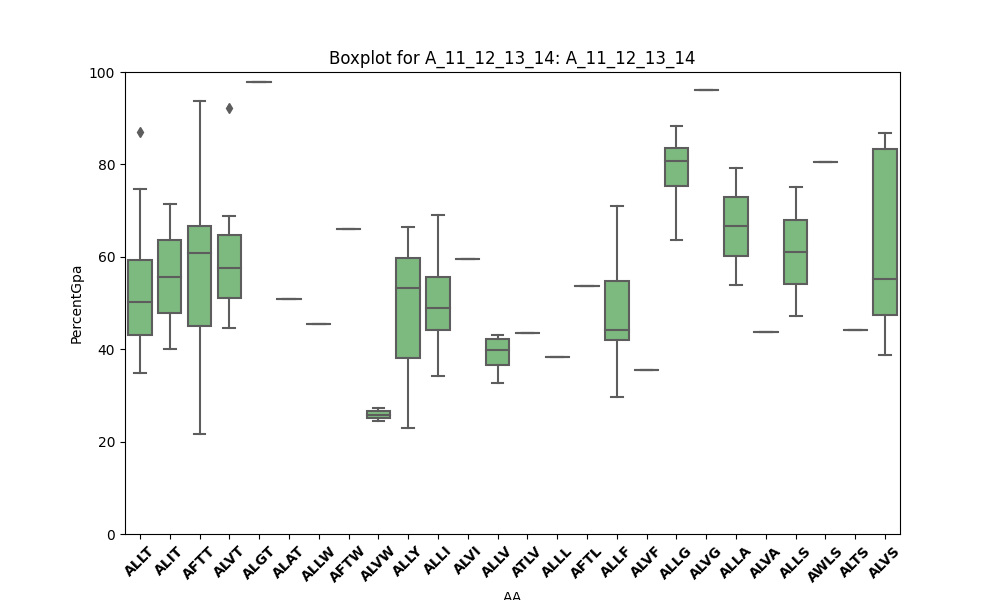 Boxplot for A_11_12_13_14: A_11_12_13_14
PercentGpa
100
80
60
40
20
0
ALLT
ALIT
AFTT
ALVT
ALGT
ALAT
ALLW
AFTW
ALVW
ALLY
ALLI
ALVI
ALLV
ATLV
ALLL
AFTL
ALLF
ALVF
ALLG
ALVG
ALLA
ALVA
ALLS
AWLS
ALTS
ALVS
AA